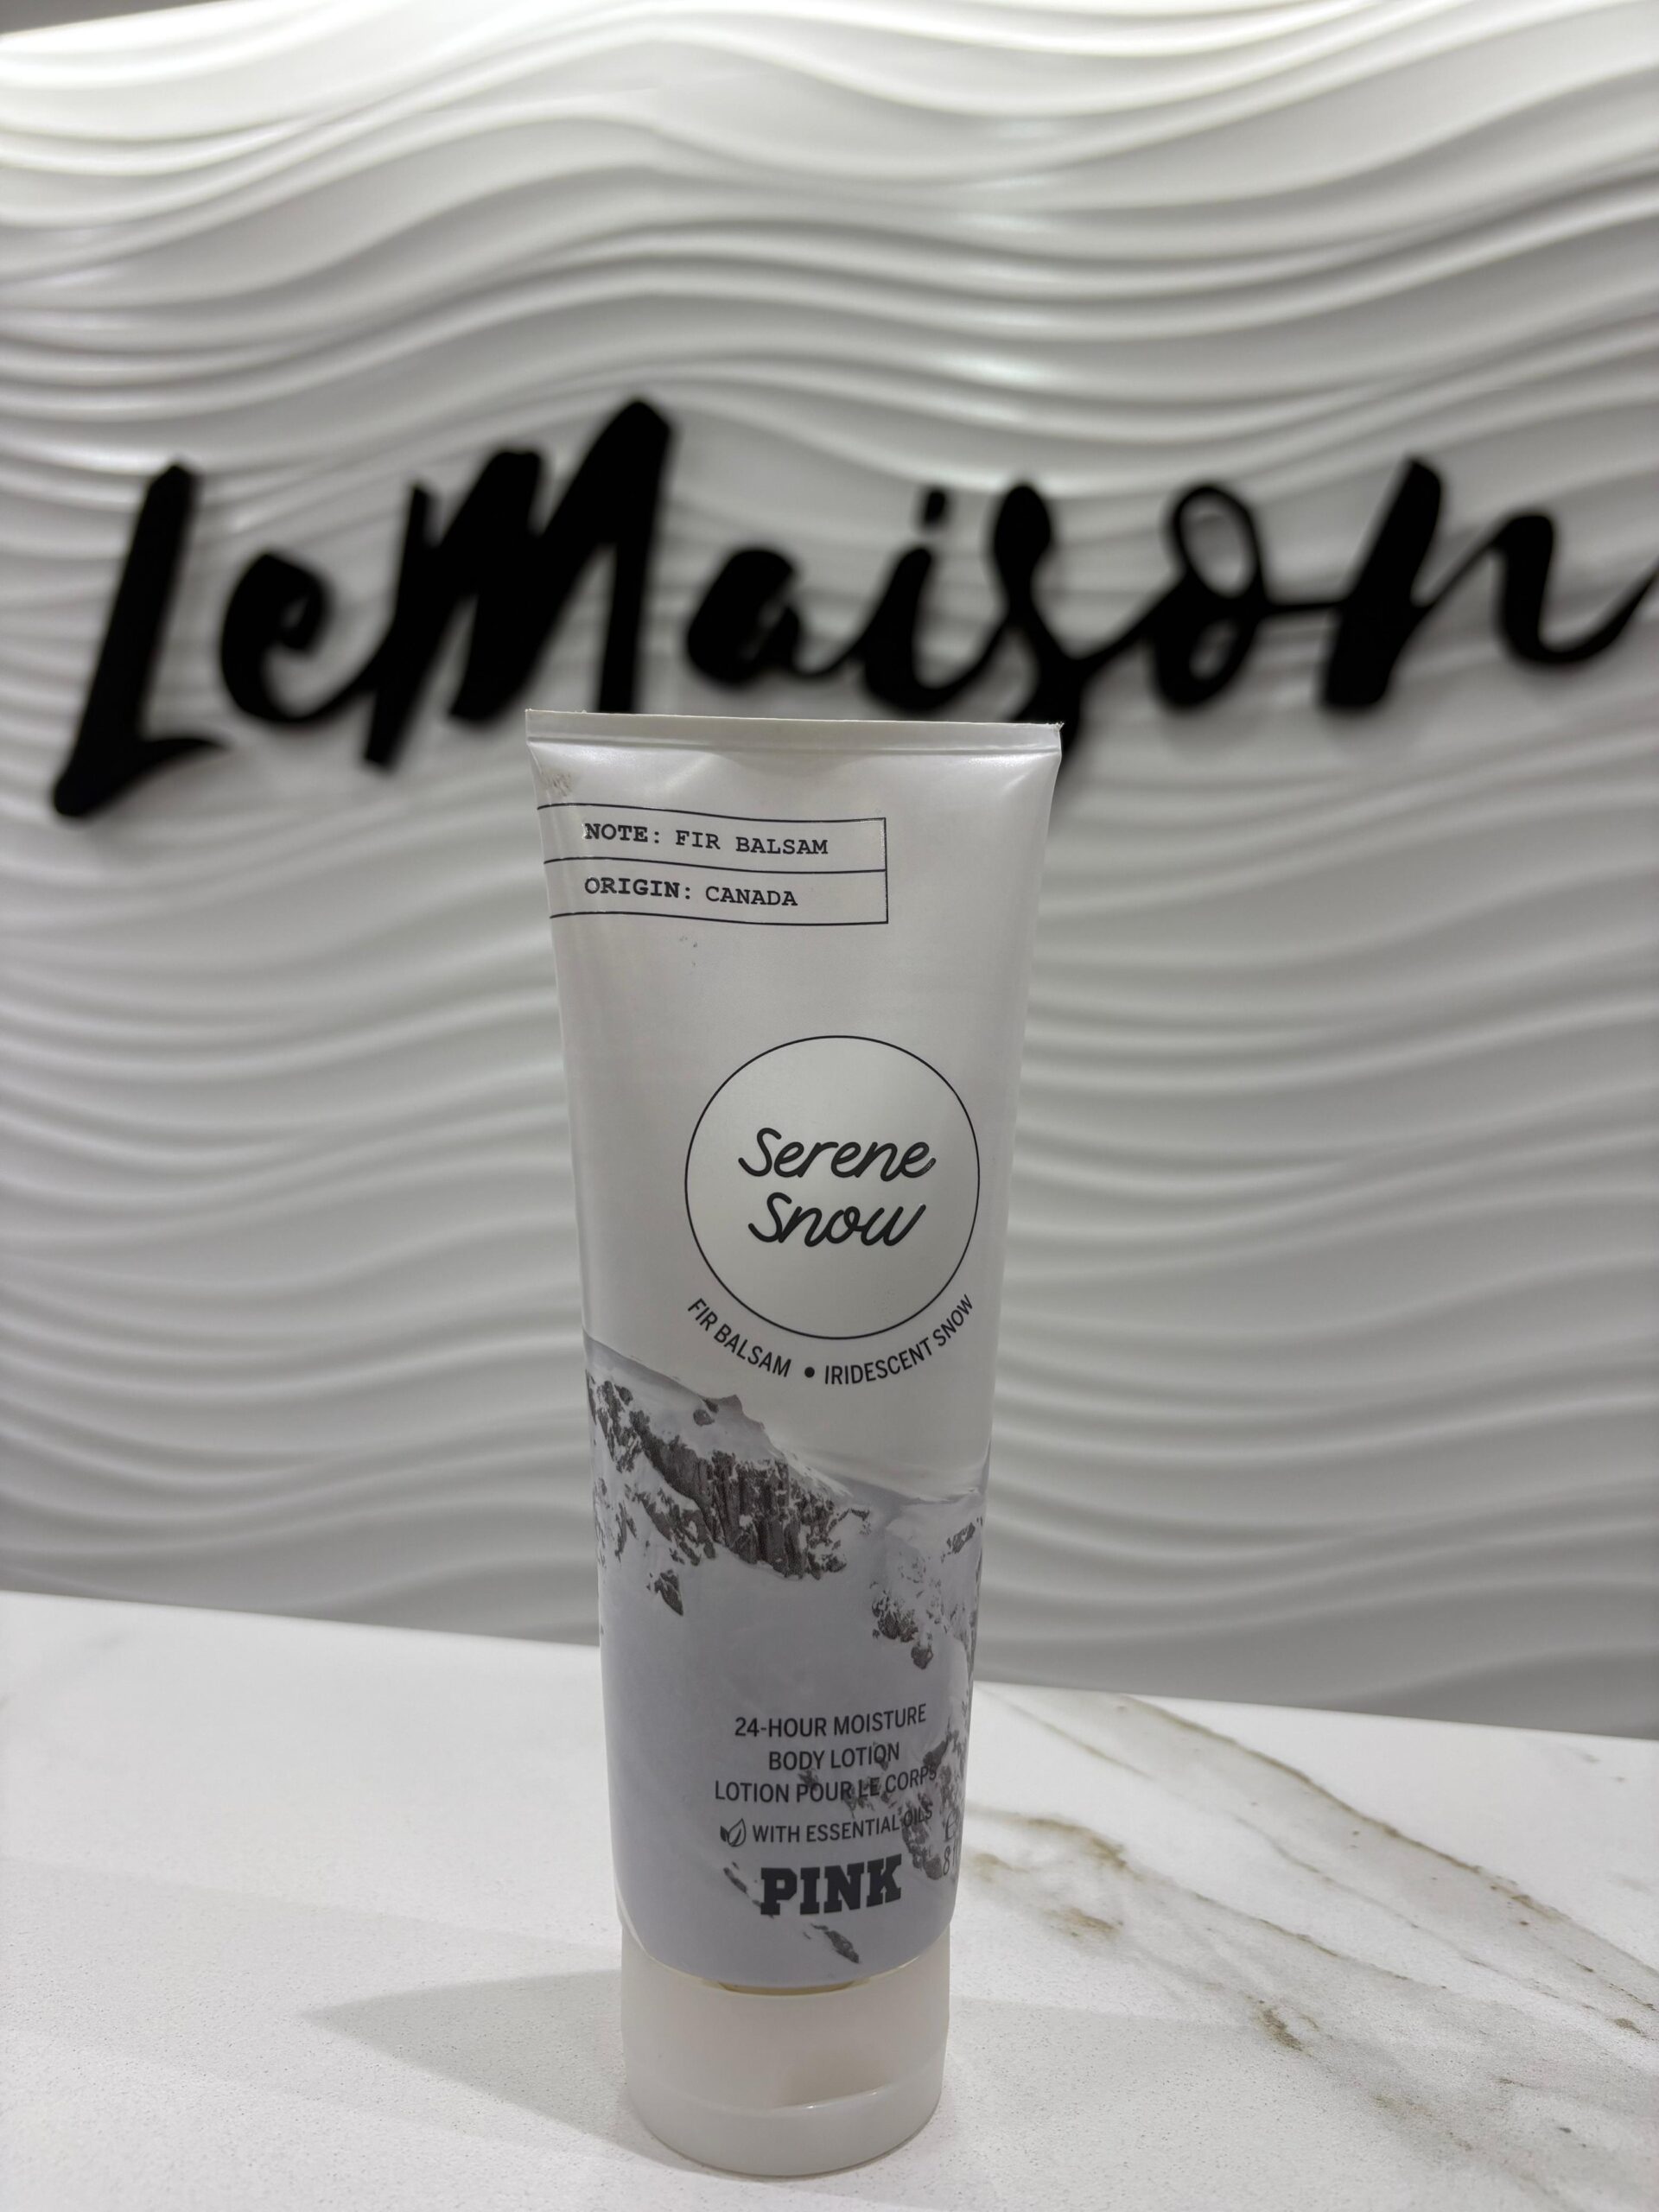 LeMaison
NOTE: FIR BALSAM
ORIGIN: CANADA
Serene
Snow
FIR BALSAM • IRIDESCENT SNOW
24-HOUR MOISTURE
BODY LOTION
LOTION POUR LE CORPS
WITH ESSENTIAL OILS
PINK